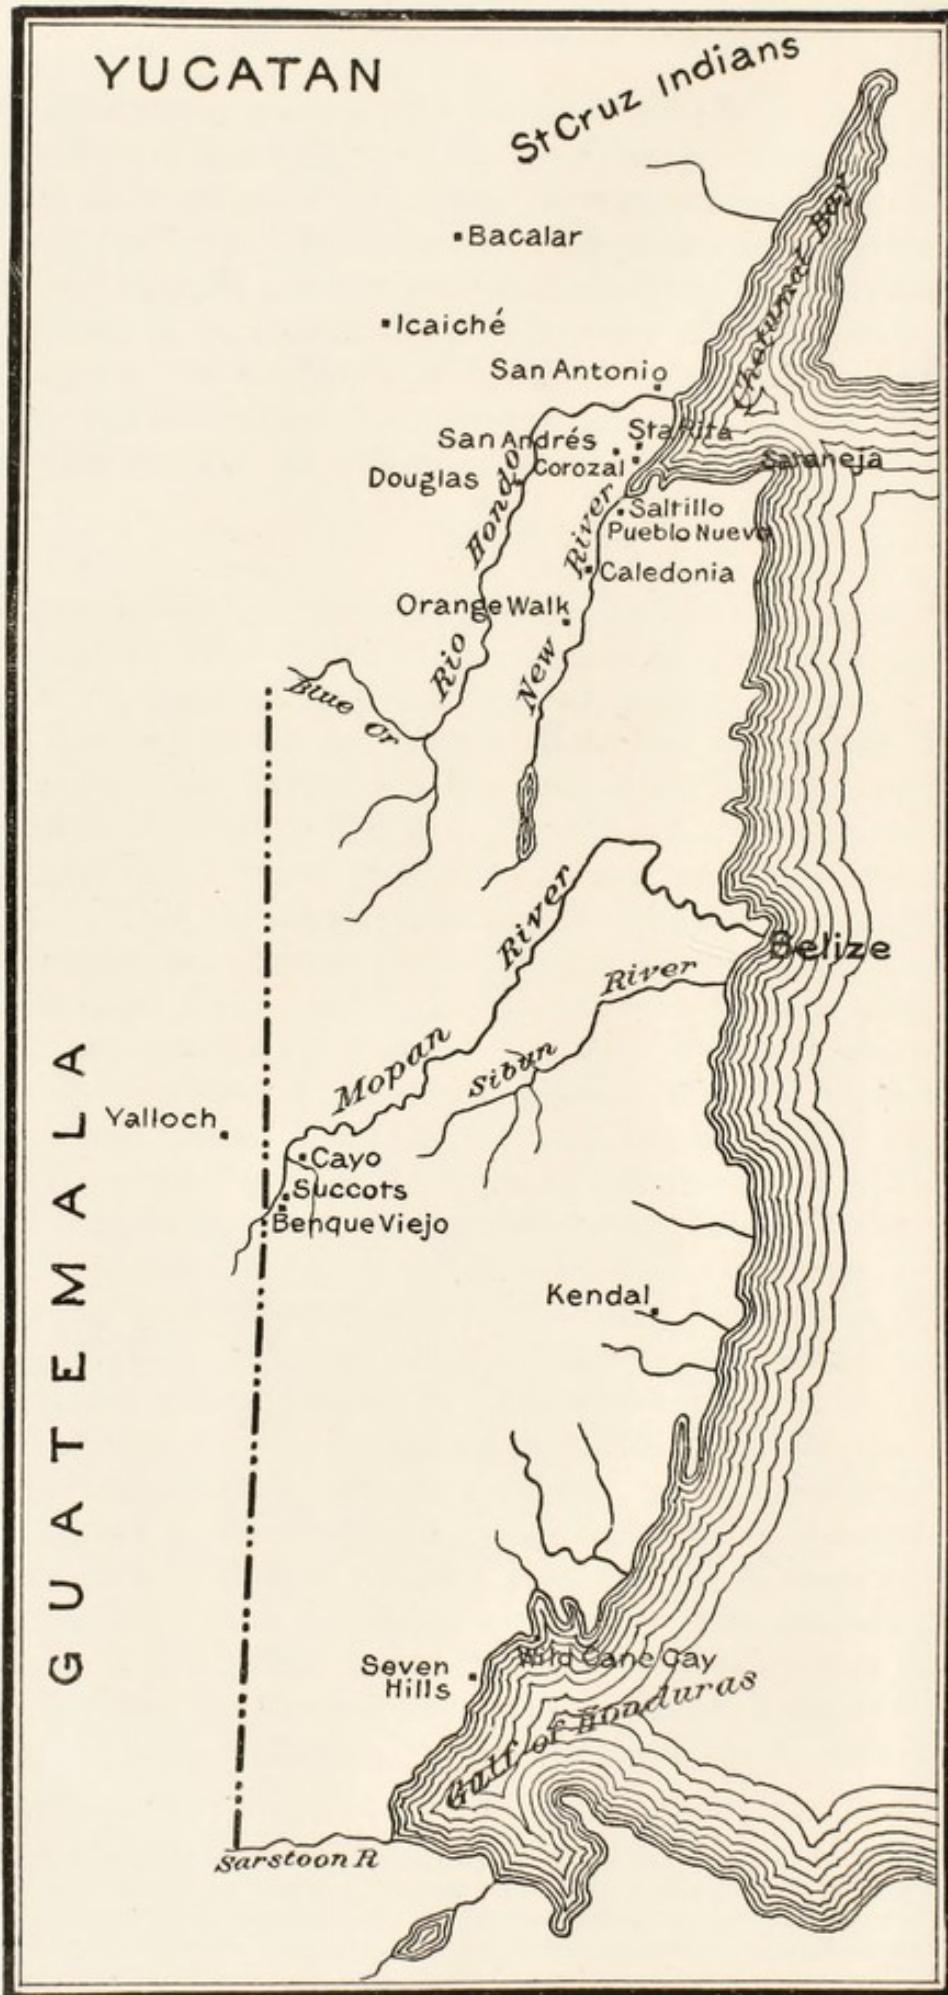 YUCATAN
St Cruz Indians
Chetumal Bay
Bacalar
Icaiché
San Antonio
San Andrés
Sta Rita
Douglas
Corozal
Saraneja
Rio Hondo
Saltillo
Pueblo Nuevo
New River
Caledonia
Orange Walk
Blue Cr
Belize
Mopan River
Sibun River
GUATEMALA
Yalloch
Cayo
Succots
Benque Viejo
Kendal
Wild Cane Cay
Seven
Hills
Gulf of Honduras
Sarstoon R